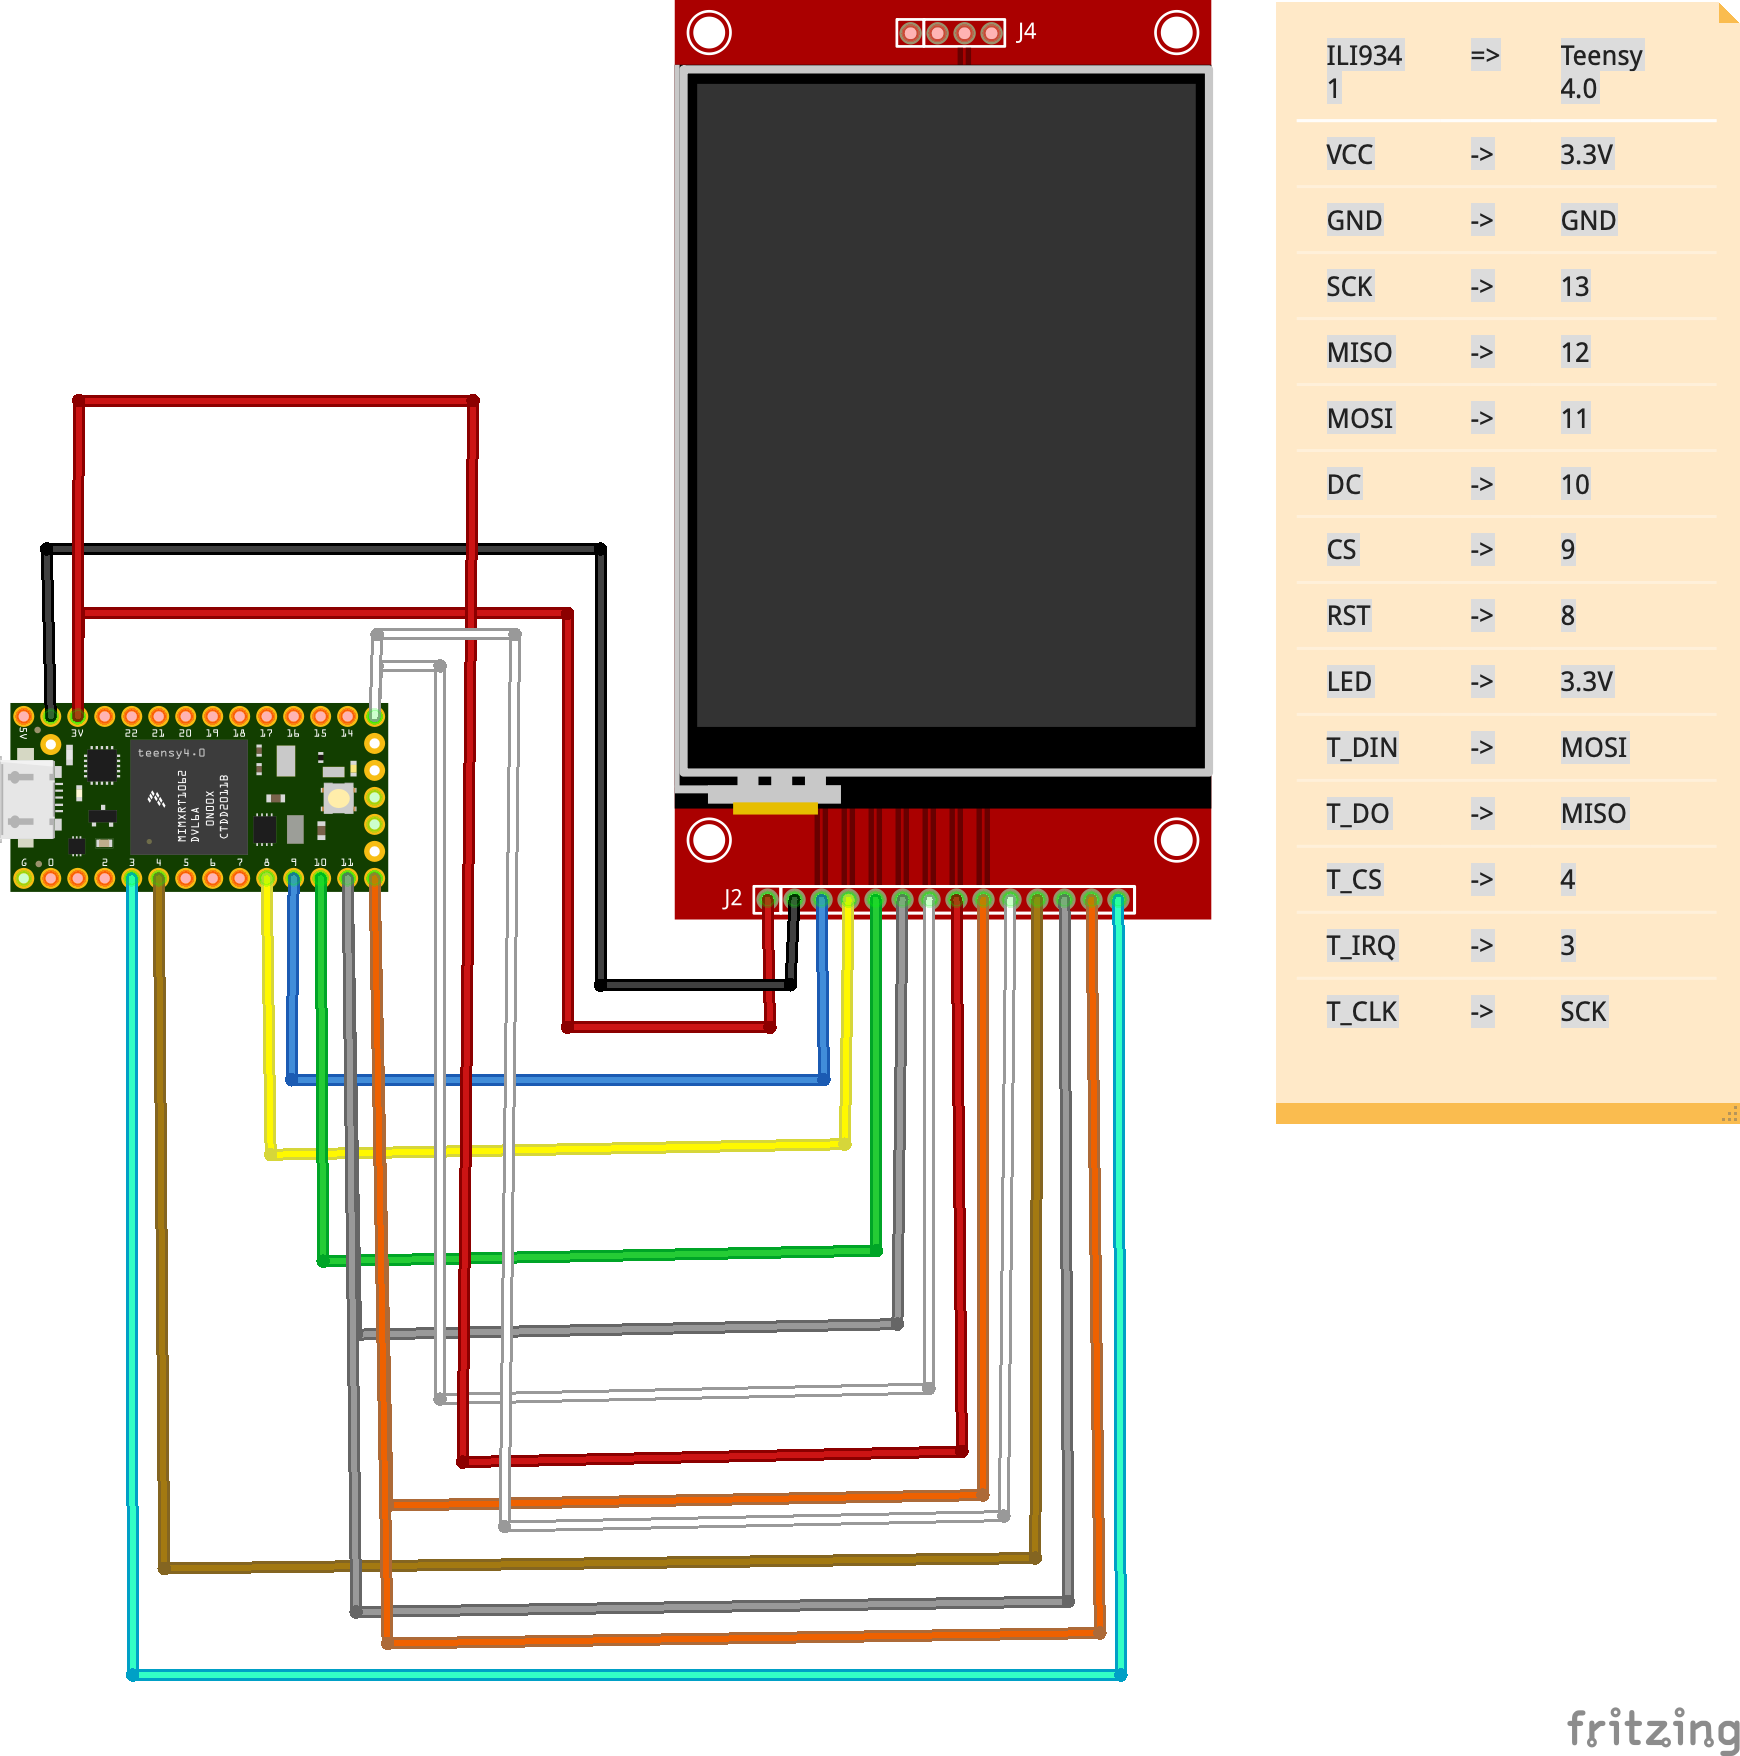 J4
ILI934 => Teensy
1 4.0
VCC -> 3.3V
GND -> GND
SCK -> 13
MISO -> 12
MOSI -> 11
DC -> 10
CS -> 9
RST -> 8
LED -> 3.3V
T_DIN -> MOSI
T_DO -> MISO
T_CS -> 4
T_IRQ -> 3
T_CLK -> SCK
5V 3V 22 21 20 19 18 17 16 15 14
teensy4.0
MIMXRT1062
DVL6A
ON00X
CTDD2011B
G 0 2 3 4 5 6 7 8 9 10 11
J2
fritzing